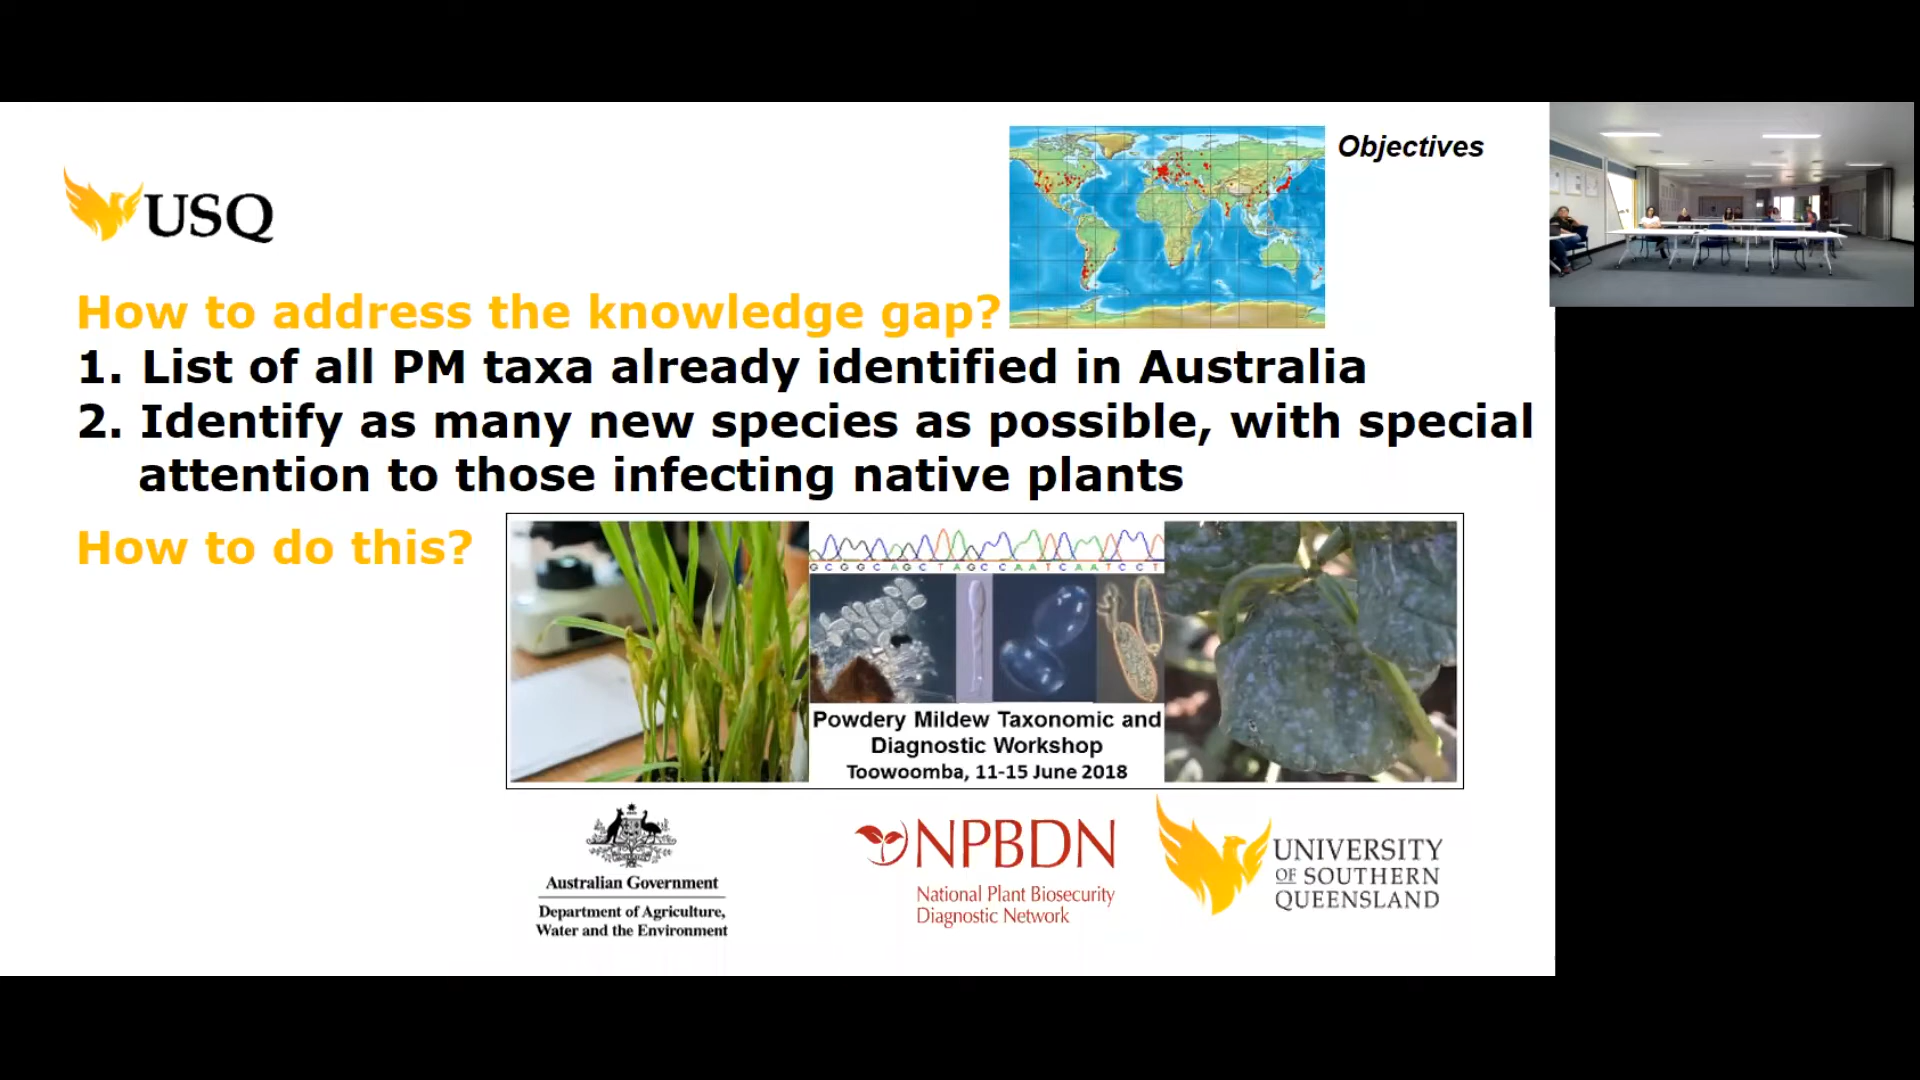 Objectives
USQ
How to address the knowledge gap?
1. List of all PM taxa already identified in Australia
2. Identify as many new species as possible, with special
attention to those infecting native plants
How to do this?
G C G G C A G C T A G C C A A T C A A T C C T
Powdery Mildew Taxonomic and
Diagnostic Workshop
Toowoomba, 11-15 June 2018
Australian Government
Department of Agriculture,
Water and the Environment
NPBDN
National Plant Biosecurity
Diagnostic Network
UNIVERSITY
OF SOUTHERN
QUEENSLAND